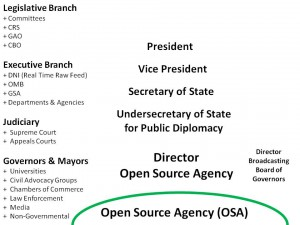 Legislative Branch
+ Committees
+ CRS
+ GAO
+ CBO
Executive Branch
+ DNI (Real Time Raw Feed)
+ OMB
+ GSA
+ Departments & Agencies
Judiciary
+ Supreme Court
+ Appeals Courts
Governors & Mayors
+ Universities
+ Civil Advocacy Groups
+ Chambers of Commerce
+ Law Enforcement
+ Media
+ Non-Governmental
President
Vice President
Secretary of State
Undersecretary of State
for Public Diplomacy
Director
Open Source Agency
Director
Broadcasting
Board of
Governors
Open Source Agency (OSA)